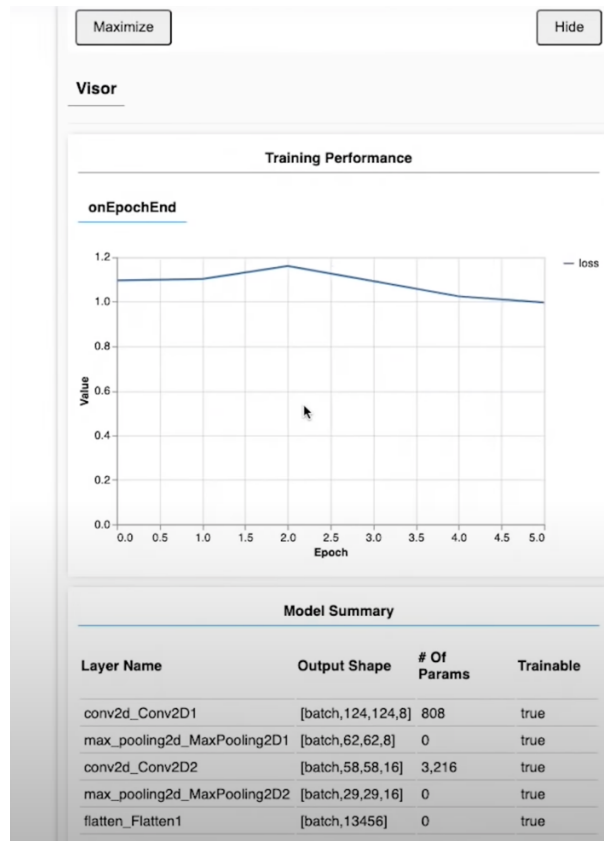 Maximize Hide
Visor
Training Performance
onEpochEnd
loss
1.2
1.0
0.8
0.6
0.4
0.2
0.0
Value
0.0 0.5 1.0 1.5 2.0 2.5 3.0 3.5 4.0 4.5 5.0
Epoch
Model Summary
Layer Name Output Shape # Of Params Trainable
conv2d_Conv2D1 [batch,124,124,8] 808 true
max_pooling2d_MaxPooling2D1 [batch,62,62,8] 0 true
conv2d_Conv2D2 [batch,58,58,16] 3,216 true
max_pooling2d_MaxPooling2D2 [batch,29,29,16] 0 true
flatten_Flatten1 [batch,13456] 0 true